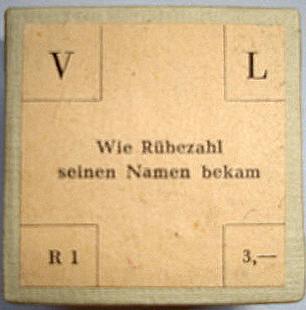 V L
Wie Rübezahl
seinen Namen bekam
R 1 3,—